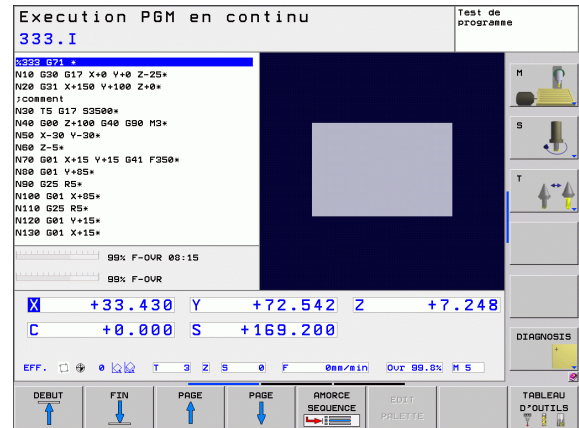 Execution PGM en continu
Test de
programme
333.I
%333 G71 *
N10 G30 G17 X+0 Y+0 Z-25*
N20 G31 X+150 Y+100 Z+0*
;comment
N30 T5 G17 S3500*
N40 G00 Z+100 G40 G90 M3*
N50 X-30 Y-30*
N60 Z-5*
N70 G01 X+15 Y+15 G41 F350*
N80 G01 Y+85*
N90 G25 R5*
N100 G01 X+85*
N110 G25 R5*
N120 G01 Y+15*
N130 G01 X+15*
99% F-OVR 08:15
99% F-OVR
X +33.430 Y +72.542 Z +7.248
C +0.000 S +169.200
EFF. 0 T 3 Z S 0 F 0mm/min Ovr 99.8% M 5
M
S
T
DIAGNOSIS
DEBUT
FIN
PAGE
PAGE
AMORCE
SEQUENCE
EDIT
PALETTE
TABLEAU
D'OUTILS